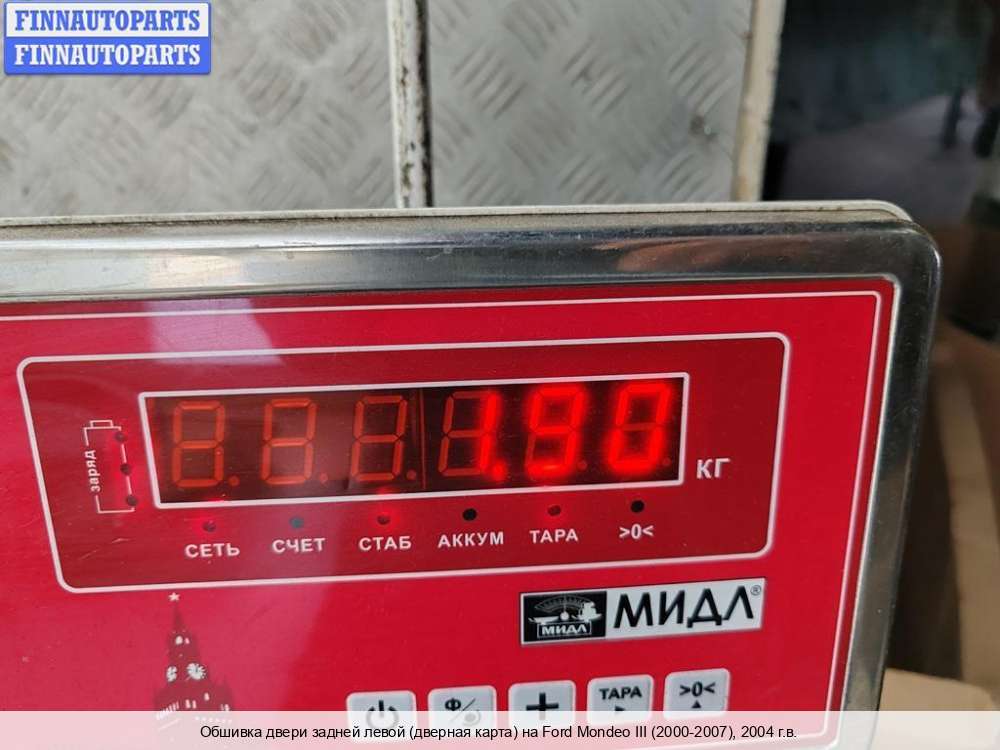 FINNAUTOPARTS
FINNAUTOPARTS
заряд
1.90
КГ
СЕТЬ СЧЕТ СТАБ АККУМ ТАРА >0<
МИДЛ МИДЛ®
Ф/ + ТАРА >0<
Обшивка двери задней левой (дверная карта) на Ford Mondeo III (2000-2007), 2004 г.в.